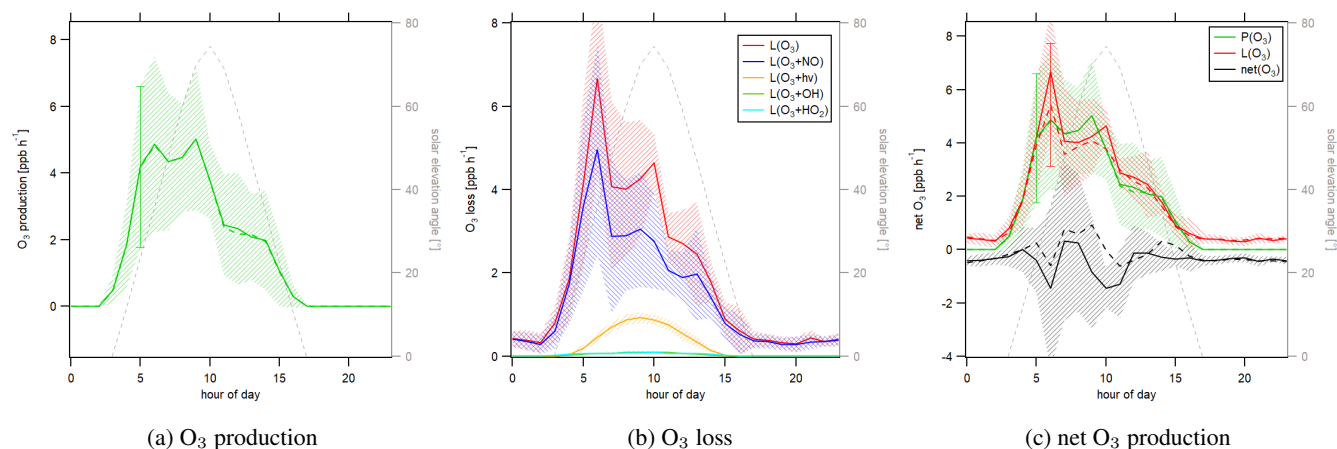 O₃ production [ppb h⁻¹]
8
6
4
2
0
80
60
40
20
0
solar elevation angle [°]
0 5 10 15 20
hour of day
(a) O₃ production
O₃ loss [ppb h⁻¹]
8
6
4
2
0
L(O₃)
L(O₃+NO)
L(O₃+hν)
L(O₃+OH)
L(O₃+HO₂)
80
60
40
20
0
solar elevation angle [°]
0 5 10 15 20
hour of day
(b) O₃ loss
net O₃ [ppb h⁻¹]
8
6
4
2
0
-2
-4
P(O₃)
L(O₃)
net(O₃)
80
60
40
20
0
solar elevation angle [°]
0 5 10 15 20
hour of day
(c) net O₃ production